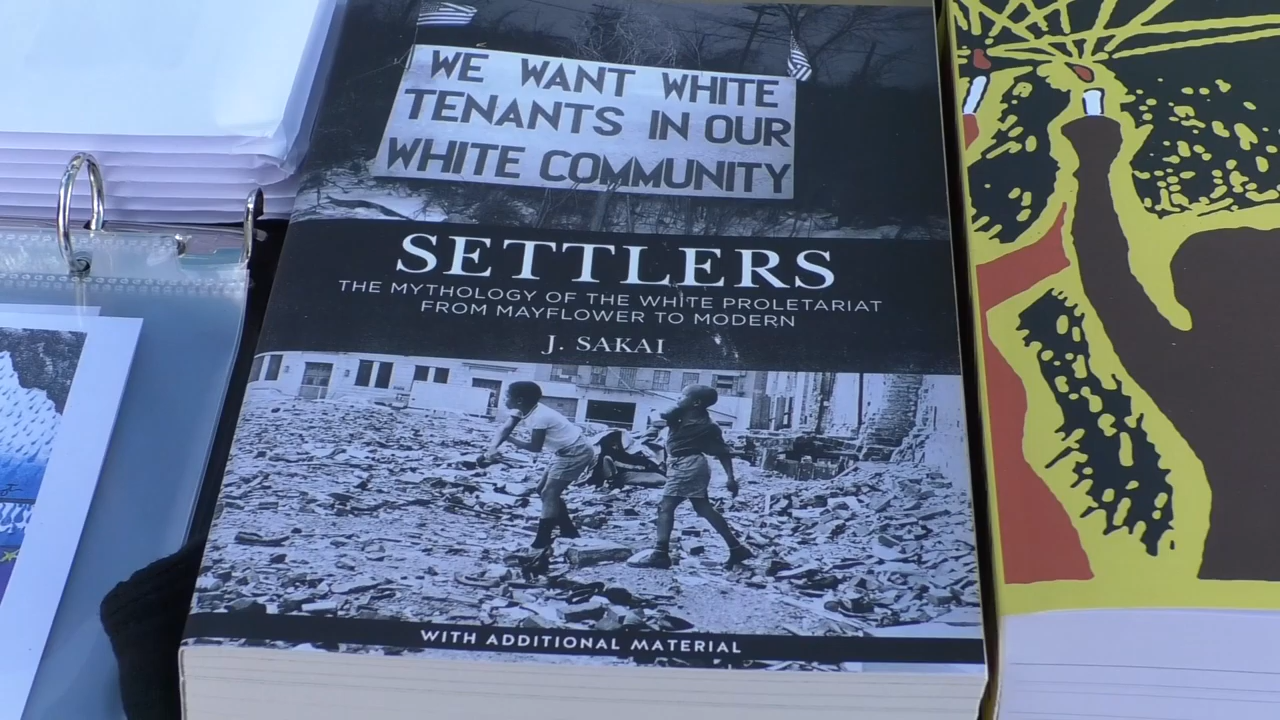 WE WANT WHITE
TENANTS IN OUR
WHITE COMMUNITY
SETTLERS
THE MYTHOLOGY OF THE WHITE PROLETARIAT
FROM MAYFLOWER TO MODERN
J. SAKAI
WITH ADDITIONAL MATERIAL